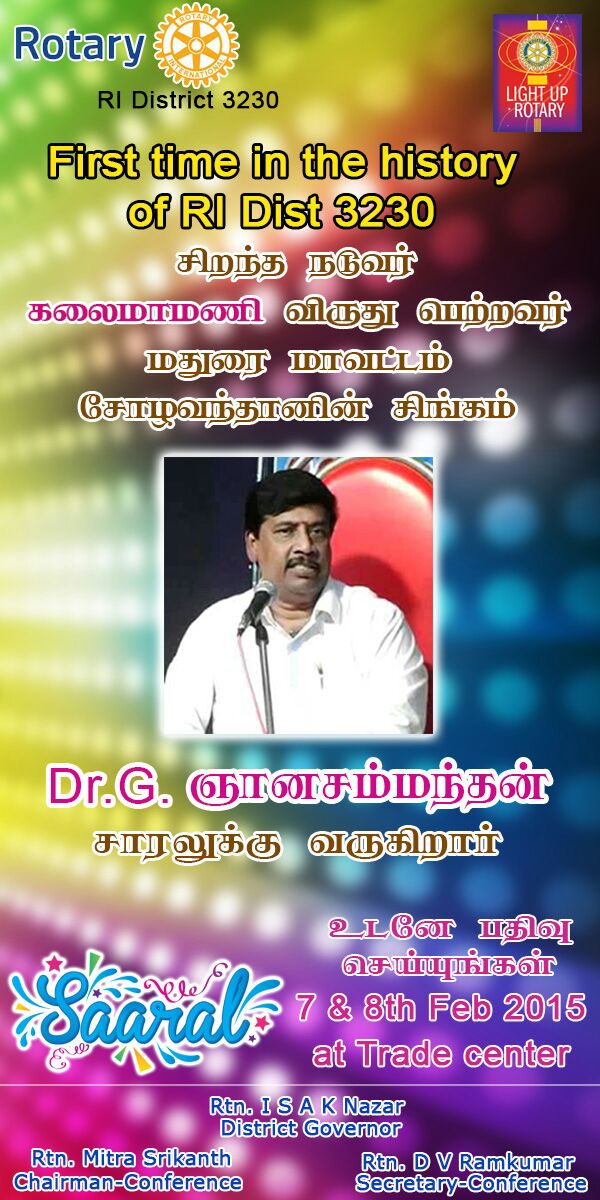 Rotary
ROTARY
INTERNATIONAL
RI District 3230
LIGHT UP
ROTARY
First time in the history
of RI Dist 3230
சிறந்த நடுவர்
கலைமாமணி விருது பெற்றவர்
மதுரை மாவட்டம்
சோழவந்தானின் சிங்கம்
Dr.G. ஞானசம்மந்தன்
சாரலுக்கு வருகிறார்
உடனே பதிவு
செய்யுங்கள்
Saaral
7 & 8th Feb 2015
at Trade center
Rtn. I S A K Nazar
District Governor
Rtn. Mitra Srikanth
Chairman-Conference
Rtn. D V Ramkumar
Secretary-Conference